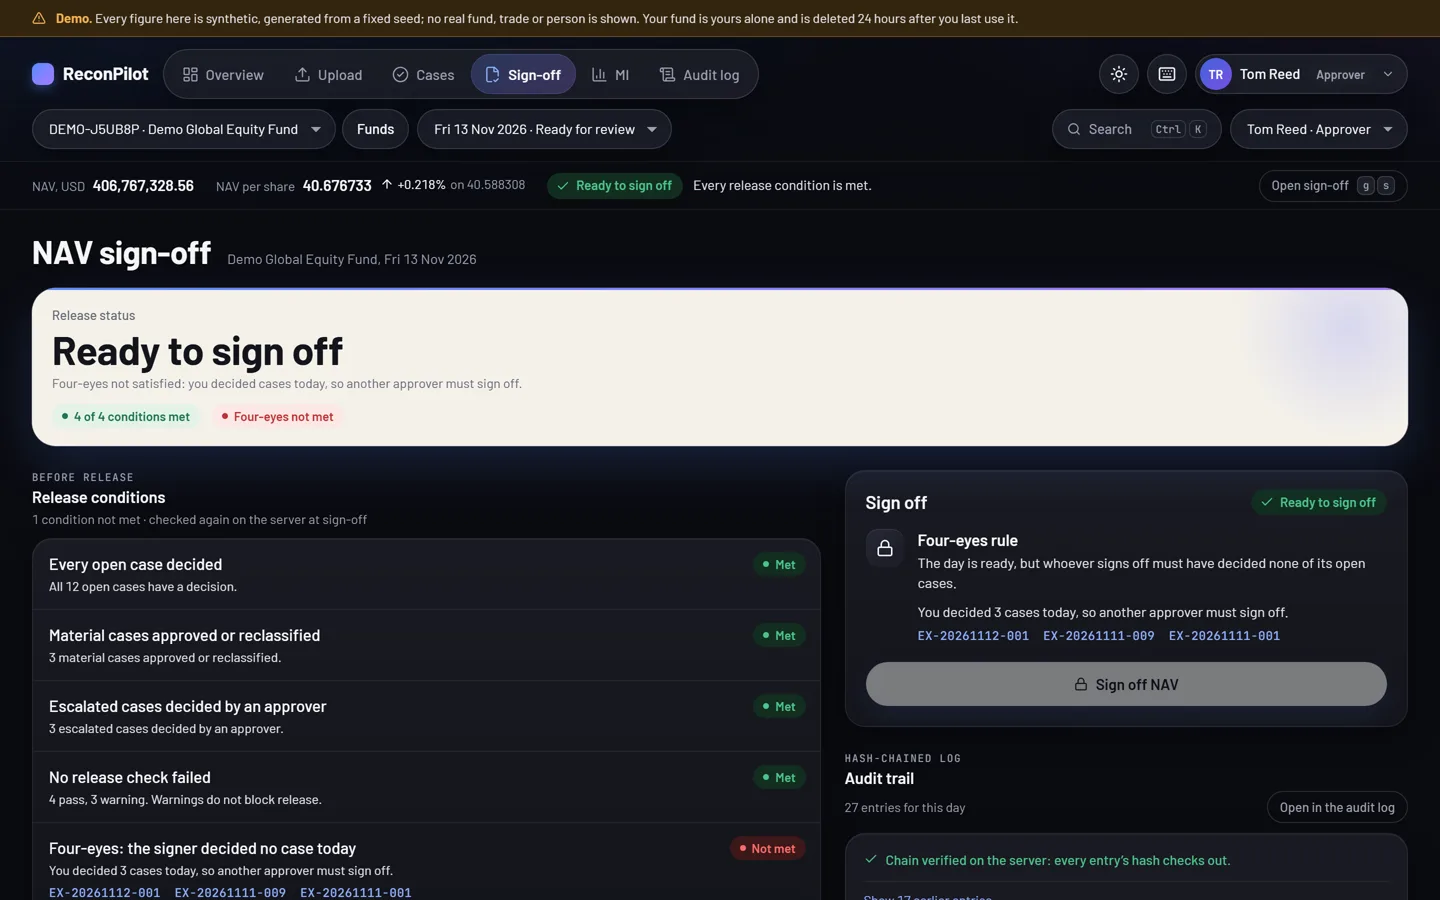 Demo. Every figure here is synthetic, generated from a fixed seed; no real fund, trade or person is shown. Your fund is yours alone and is deleted 24 hours after you last use it.
ReconPilot
Overview
Upload
Cases
Sign-off
MI
Audit log
TR
Tom Reed
Approver
DEMO-J5UB8P · Demo Global Equity Fund
Funds
Fri 13 Nov 2026 · Ready for review
Search
Ctrl K
Tom Reed · Approver
NAV, USD 406,767,328.56
NAV per share 40.676733 ↑ +0.218% on 40.588308
Ready to sign off
Every release condition is met.
Open sign-off g s
NAV sign-off
Demo Global Equity Fund, Fri 13 Nov 2026
Release status
Ready to sign off
Four-eyes not satisfied: you decided cases today, so another approver must sign off.
4 of 4 conditions met
Four-eyes not met
BEFORE RELEASE
Release conditions
1 condition not met · checked again on the server at sign-off
Every open case decided
Met
All 12 open cases have a decision.
Material cases approved or reclassified
Met
3 material cases approved or reclassified.
Escalated cases decided by an approver
Met
3 escalated cases decided by an approver.
No release check failed
Met
4 pass, 3 warning. Warnings do not block release.
Four-eyes: the signer decided no case today
Not met
You decided 3 cases today, so another approver must sign off.
EX-20261112-001 EX-20261111-009 EX-20261111-001
Sign off
Ready to sign off
Four-eyes rule
The day is ready, but whoever signs off must have decided none of its open
cases.
You decided 3 cases today, so another approver must sign off.
EX-20261112-001 EX-20261111-009 EX-20261111-001
Sign off NAV
HASH-CHAINED LOG
Audit trail
27 entries for this day
Open in the audit log
Chain verified on the server: every entry's hash checks out.
Show 17 earlier entries